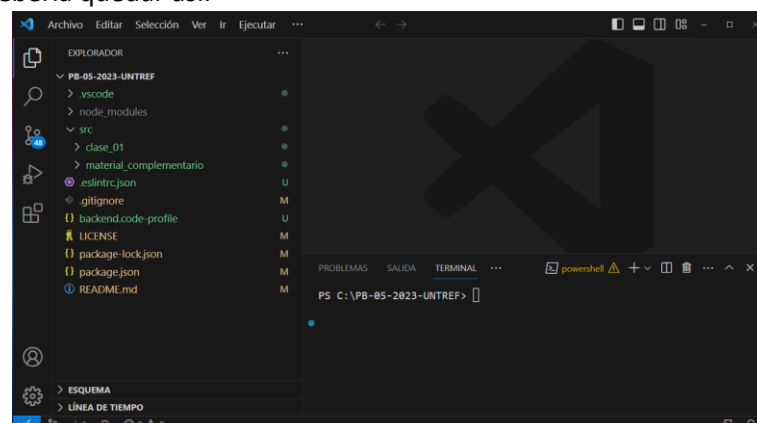 quedar así:
Archivo Editar Selección Ver Ir Ejecutar ···
EXPLORADOR ···
PB-05-2023-UNTREF
.vscode
node_modules
src
clase_01
material_complementario
.eslintrc.json U
.gitignore M
backend.code-profile U
LICENSE M
package-lock.json M
package.json M
README.md M
48
ESQUEMA
LÍNEA DE TIEMPO
PROBLEMAS SALIDA TERMINAL ··· powershell
PS C:\PB-05-2023-UNTREF>